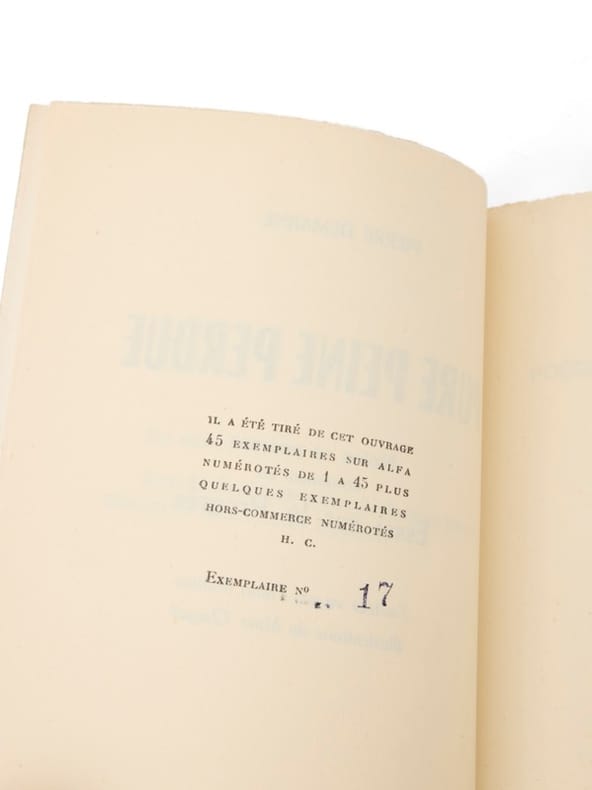 IL A ÉTÉ TIRÉ DE CET OUVRAGE
45 EXEMPLAIRES SUR ALFA
NUMÉROTÉS DE 1 A 45 PLUS
QUELQUES EXEMPLAIRES
HORS-COMMERCE NUMÉROTÉS
H. C.
EXEMPLAIRE Nº 17